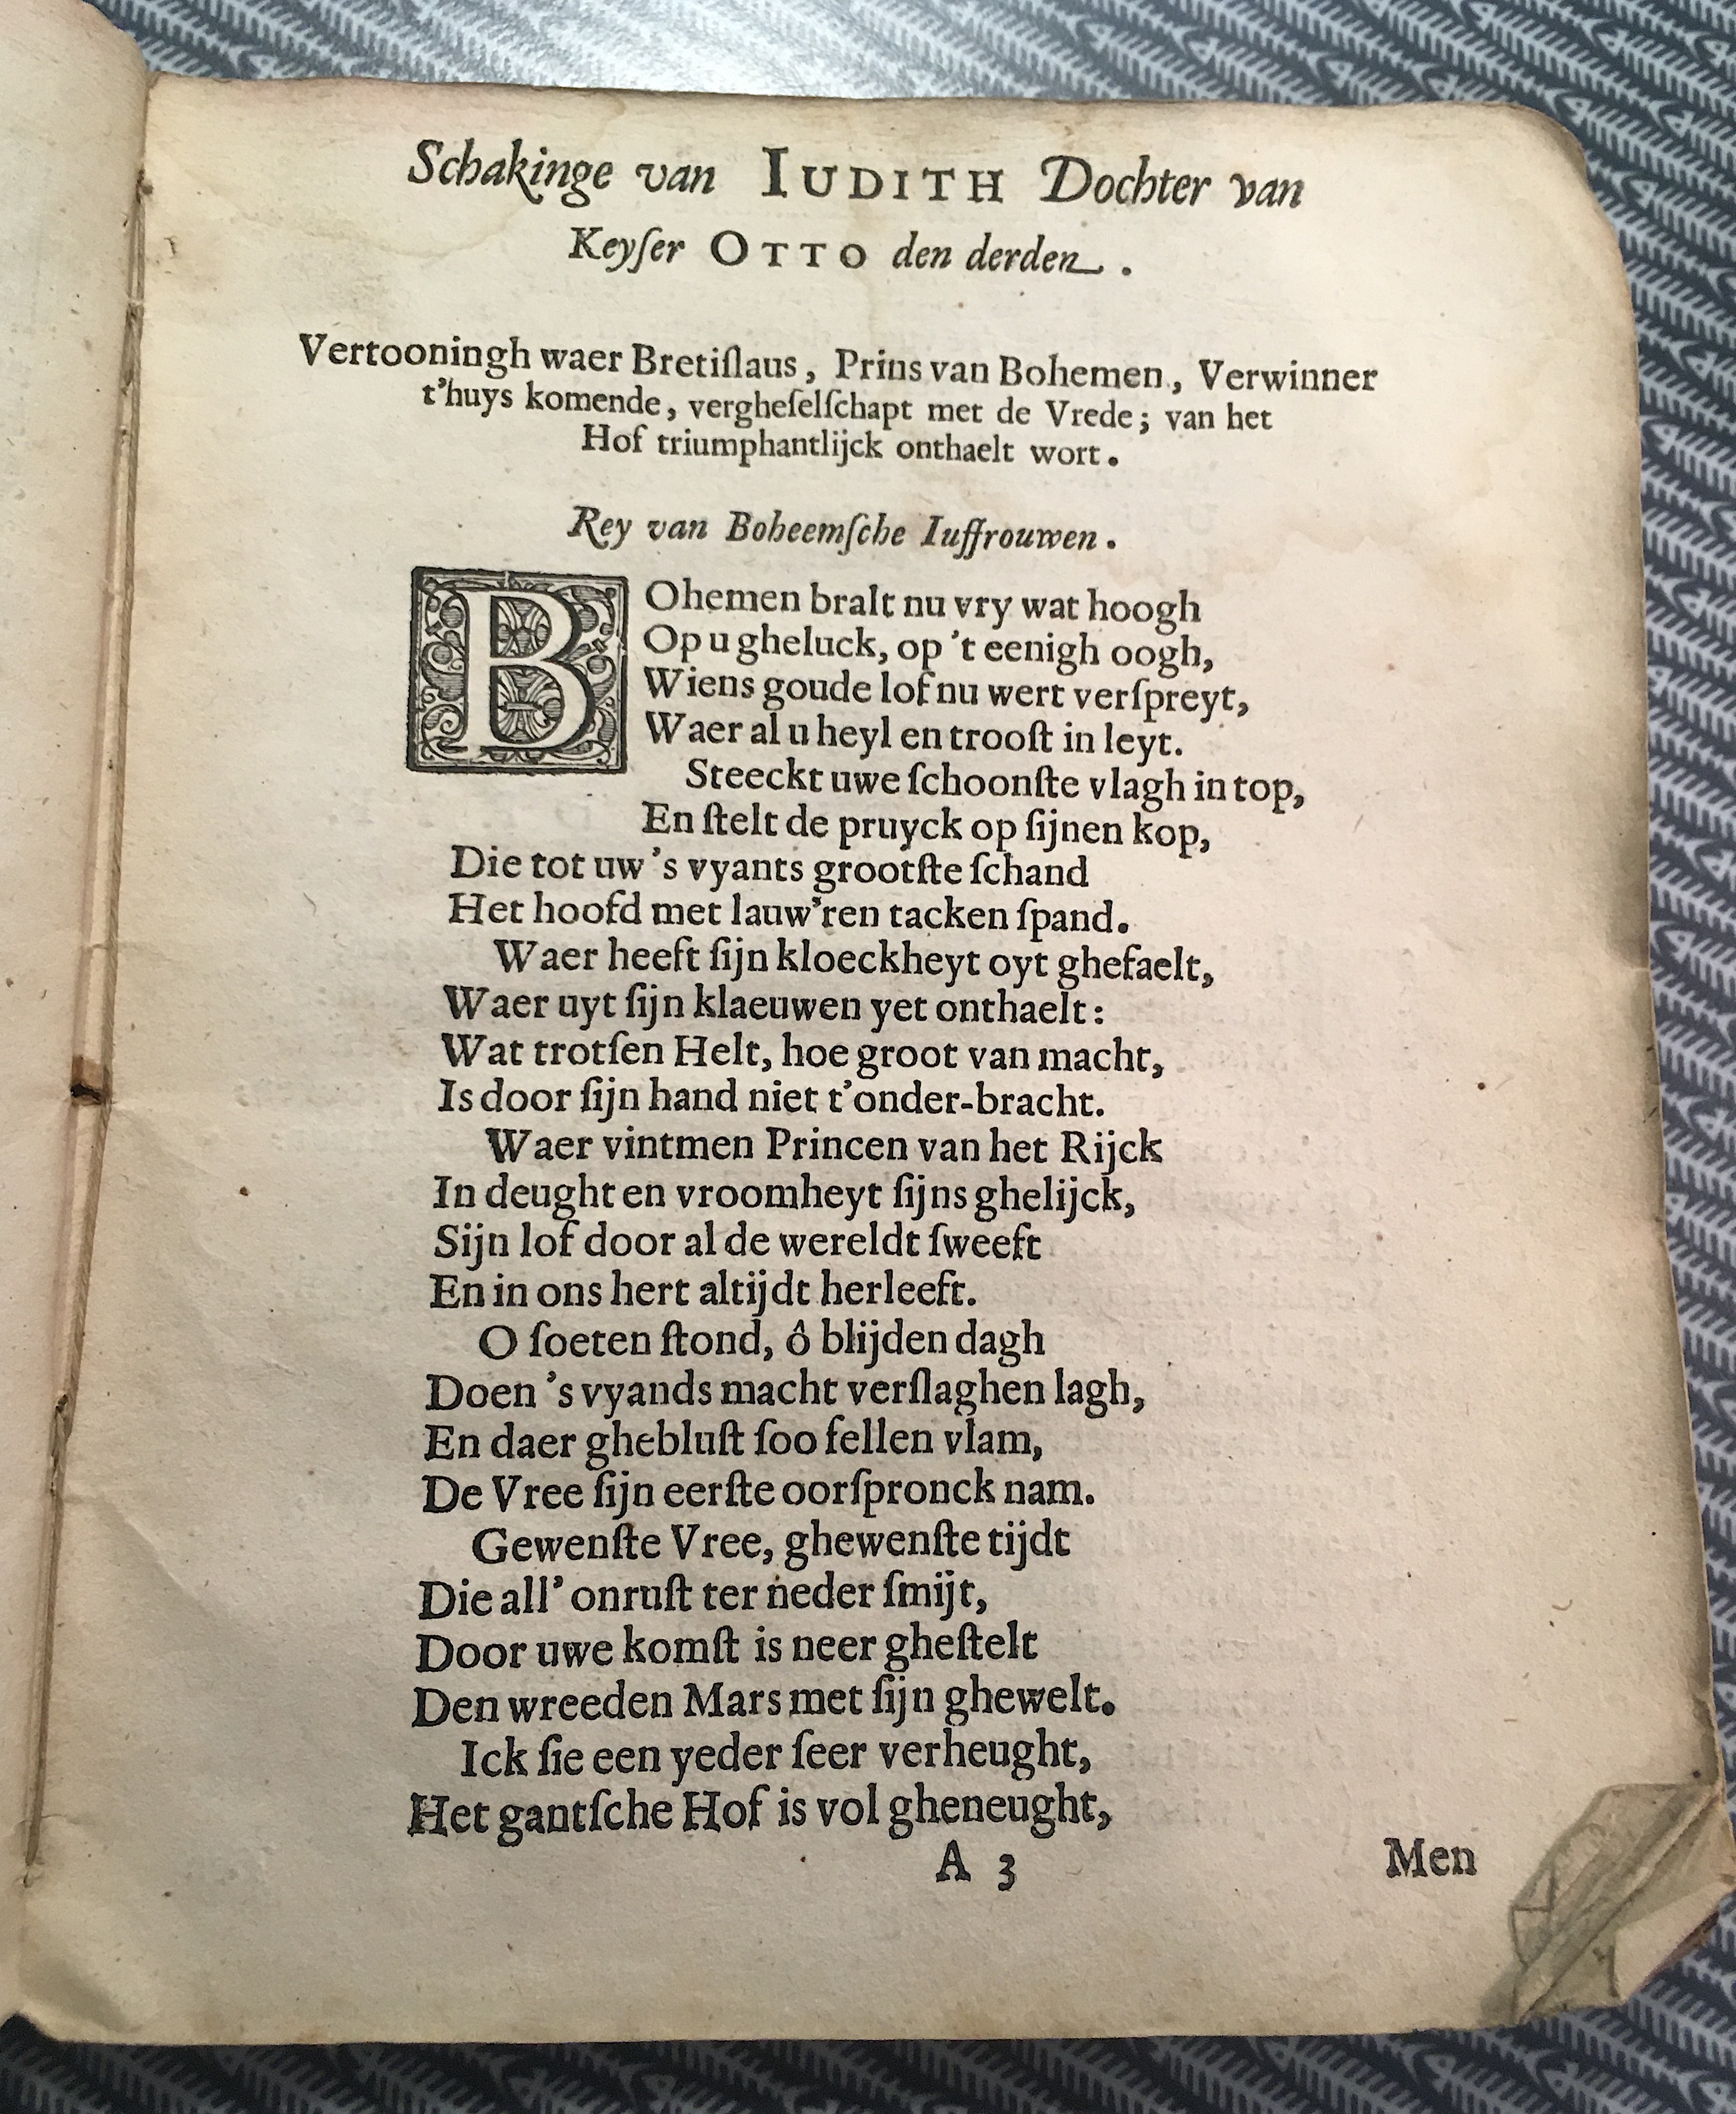 Schakinge van IUDITH Dochter van
Keyſer OTTO den derden.
Vertooningh waer Bretiſlaus, Prins van Bohemen, Verwinner
t'huys komende, vergheſelſchapt met de Vrede; van het
Hof triumphantlijck onthaelt wort.
Rey van Boheemſche Iuffrouwen.
BOhemen bralt nu vry wat hoogh
Op u gheluck, op 't eenigh oogh,
Wiens goude lof nu wert verſpreyt,
Waer al u heyl en trooſt in leyt.
Steeckt uwe ſchoonſte vlagh in top,
En ſtelt de pruyck op ſijnen kop,
Die tot uw 's vyants grootſte ſchand
Het hoofd met lauw'ren tacken ſpand.
Waer heeft ſijn kloeckheyt oyt ghefaelt,
Waer uyt ſijn klaeuwen yet onthaelt:
Wat trotſen Helt, hoe groot van macht,
Is door ſijn hand niet t'onder-bracht.
Waer vintmen Princen van het Rijck
In deught en vroomheyt ſijns ghelijck,
Sijn lof door al de wereldt ſweeft
En in ons hert altijdt herleeft.
O ſoeten ſtond, ô blijden dagh
Doen 's vyands macht verſlaghen lagh,
En daer ghebluſt ſoo fellen vlam,
De Vree ſijn eerſte oorſpronck nam.
Gewenſte Vree, ghewenſte tijdt
Die all' onruſt ter neder ſmijt,
Door uwe komſt is neer gheſtelt
Den wreeden Mars met ſijn ghewelt.
Ick ſie een yeder ſeer verheught,
Het gantſche Hof is vol gheneught,
A 3 Men